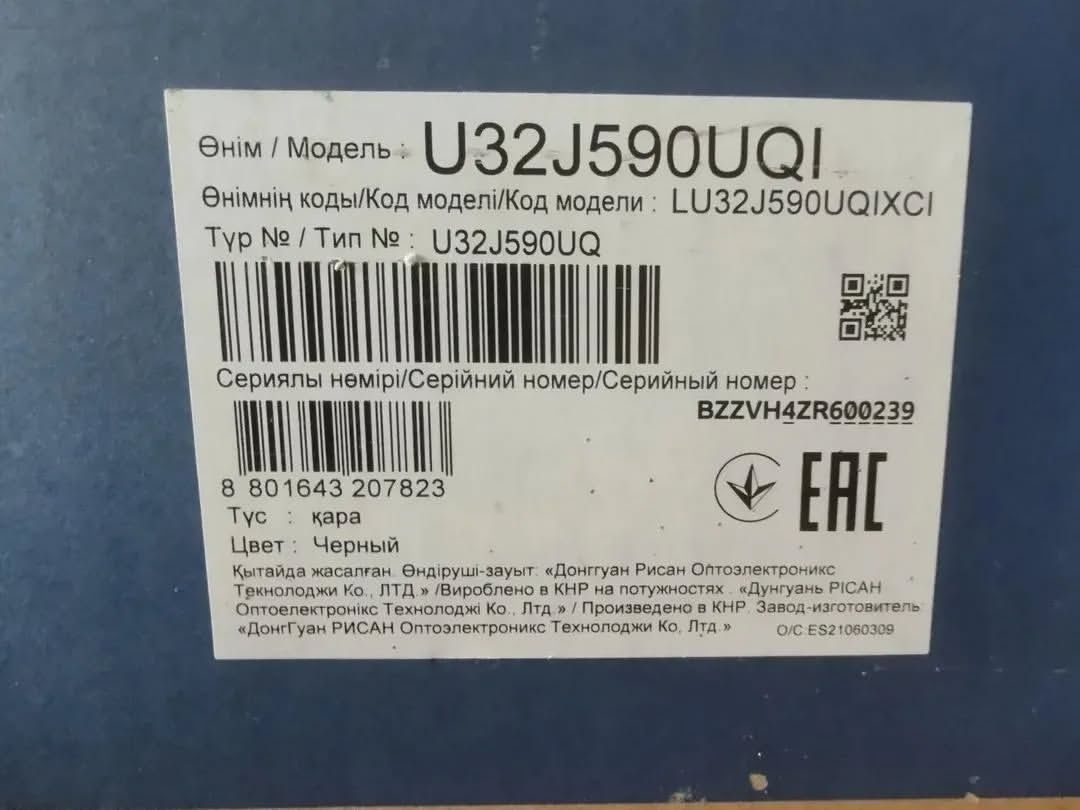 Өнім / Модель : U32J590UQI
Өнімнің коды/Код моделі/Код модели : LU32J590UQIXCI
Түр № / Тип № : U32J590UQ
Сериялы нөмірі/Серійний номер/Серийный номер :
BZZVH4ZR600239
8 801643 207823
EAC
Түс : қара
Цвет : Черный
Қытайда жасалған. Өндіруші-зауыт: «Донггуан Рисан Оптоэлектроникс
Текнолоджи Ко., ЛТД.» /Вироблено в КНР на потужностях . «Дунгуань РІСАН
Оптоелектронікс Технолоджі Ко., Лтд.» / Произведено в КНР. Завод-изготовитель
«ДонгГуан РИСАН Оптоэлектроникс Технолоджи Ко, Лтд.»
O/C:ES21060309